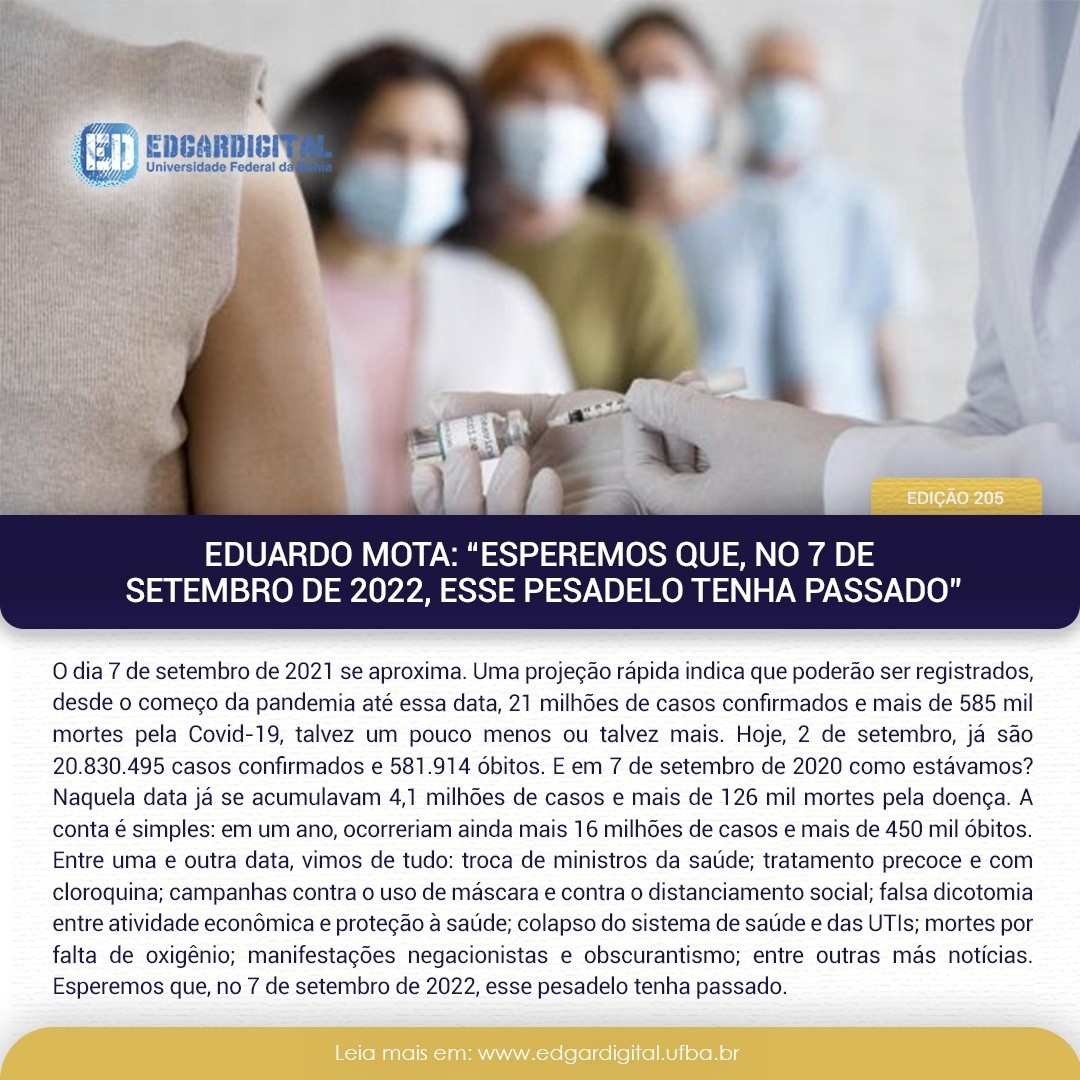 ED EDGARDIGITAL
Universidade Federal da Bahia
EDIÇÃO 205
EDUARDO MOTA: “ESPEREMOS QUE, NO 7 DE
SETEMBRO DE 2022, ESSE PESADELO TENHA PASSADO”
O dia 7 de setembro de 2021 se aproxima. Uma projeção rápida indica que poderão ser registrados,
desde o começo da pandemia até essa data, 21 milhões de casos confirmados e mais de 585 mil
mortes pela Covid-19, talvez um pouco menos ou talvez mais. Hoje, 2 de setembro, já são
20.830.495 casos confirmados e 581.914 óbitos. E em 7 de setembro de 2020 como estávamos?
Naquela data já se acumulavam 4,1 milhões de casos e mais de 126 mil mortes pela doença. A
conta é simples: em um ano, ocorreriam ainda mais 16 milhões de casos e mais de 450 mil óbitos.
Entre uma e outra data, vimos de tudo: troca de ministros da saúde; tratamento precoce e com
cloroquina; campanhas contra o uso de máscara e contra o distanciamento social; falsa dicotomia
entre atividade econômica e proteção à saúde; colapso do sistema de saúde e das UTIs; mortes por
falta de oxigênio; manifestações negacionistas e obscurantismo; entre outras más notícias.
Esperemos que, no 7 de setembro de 2022, esse pesadelo tenha passado.
Leia mais em: www.edgardigital.ufba.br